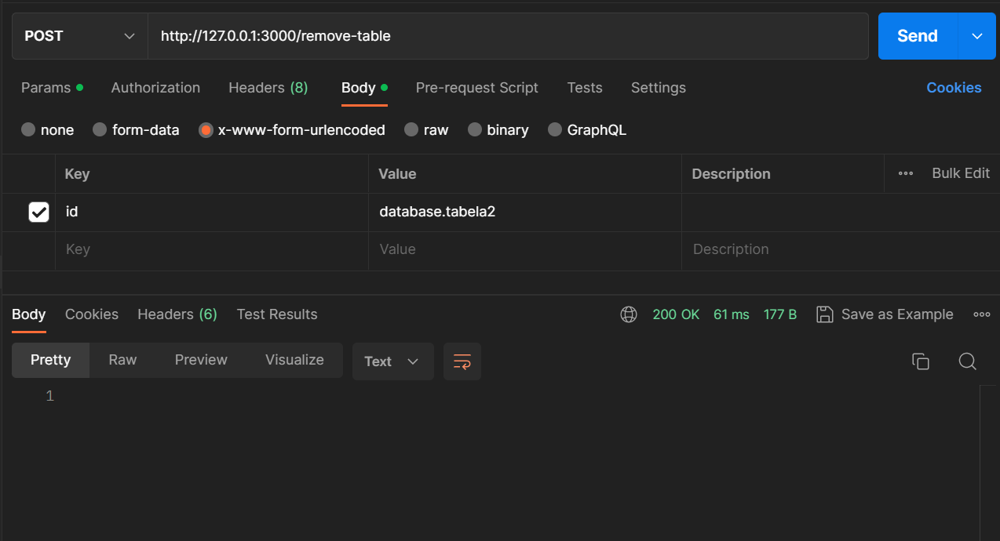 POST http://127.0.0.1:3000/remove-table Send
Params Authorization Headers (8) Body Pre-request Script Tests Settings Cookies
none form-data x-www-form-urlencoded raw binary GraphQL
Key Value Description ••• Bulk Edit
id database.tabela2
Key Value Description
Body Cookies Headers (6) Test Results 200 OK 61 ms 177 B Save as Example
Pretty Raw Preview Visualize Text
1